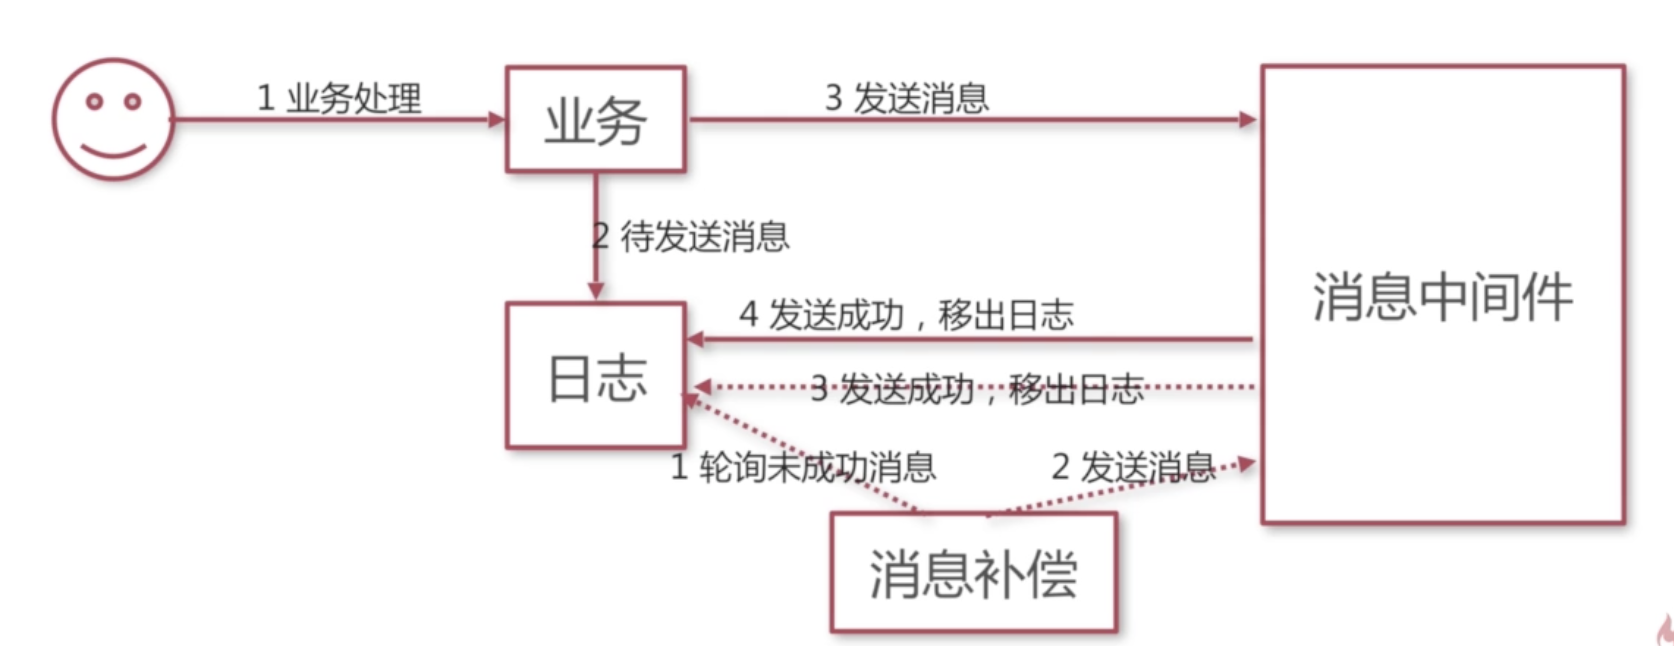 1 业务处理
业务
3 发送消息
2 待发送消息
消息中间件
4 发送成功，移出日志
日志
3 发送成功，移出日志
1 轮询未成功消息
2 发送消息
消息补偿